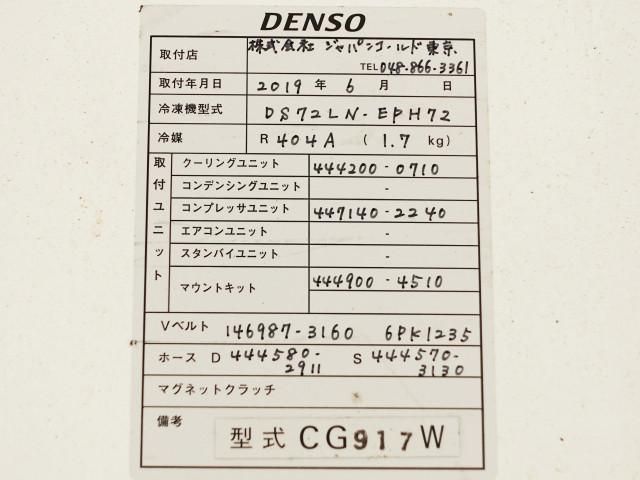 DENSO
取付店 株式会社 ジャパンコールド東京
TEL 048-866-3361
取付年月日 2019 年 6 月 日
冷凍機型式 DS72LN-EPH72
冷媒 R 404A ( 1.7 kg)
取付ユニット
クーリングユニット 444200-0710
コンデンシングユニット -
コンプレッサユニット 447140-2240
エアコンユニット -
スタンバイユニット -
マウントキット 444900-4510
Vベルト 146987-3160 6PK1235
ホース D 444580-2911 S 444570-3130
マグネットクラッチ
備考 型式 CG917W